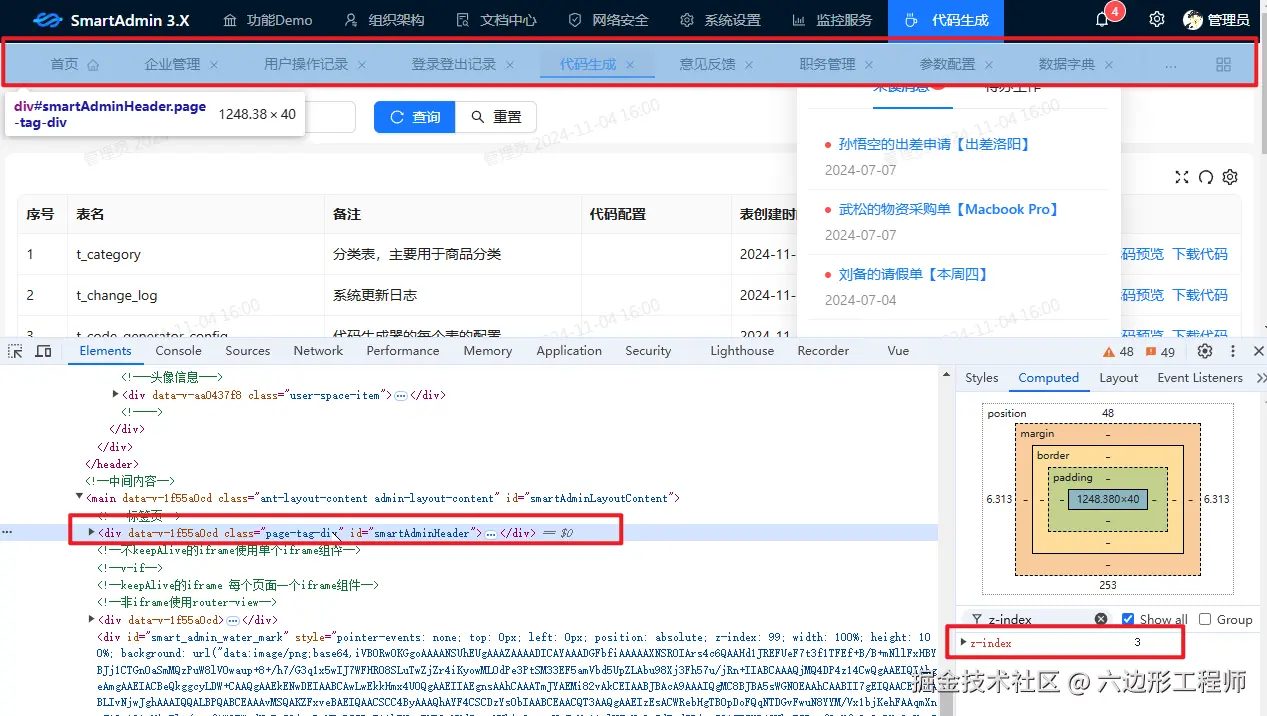 SmartAdmin 3.X 功能Demo 组织架构 文档中心 网络安全 系统设置 监控服务 代码生成 4 管理员
首页 企业管理 × 用户操作记录 × 登录登出记录 × 代码生成 × 意见反馈 × 职务管理 × 参数配置 × 数据字典 × ...
div#smartAdminHeader.page
-tag-div
1248.38 × 40
查询 重置
未读消息 待办工作
管理员 2024-11-04 16:00
管理员 2024-11-04 16:00
孙悟空的出差申请【出差洛阳】
2024-07-07
武松的物资采购单【Macbook Pro】
2024-07-07
刘备的请假单【本周四】
2024-07-04
序号 表名 备注 代码配置 表创建时
1 t_category 分类表，主要用于商品分类 2024-11- 码预览 下载代码
2 t_change_log 系统更新日志 2024-11- 码预览 下载代码
3 t_code_generator_config 代码生成器的每个表的配置 2024-11- 码预览 下载代码
Elements Console Sources Network Performance Memory Application Security Lighthouse Recorder Vue 48 49
<!--头像信息-->
<div data-v-aa0437f8 class="user-space-item">…</div>
<!---->
</div>
</div>
</header>
<!--中间内容-->
<main data-v-1f55a0cd class="ant-layout-content admin-layout-content" id="smartAdminLayoutContent">
<!--标签页-->
<div data-v-1f55a0cd class="page-tag-div" id="smartAdminHeader">…</div> == $0
<!--不keepAlive的iframe使用单个iframe组件-->
<!--v-if-->
<!--keepAlive的iframe 每个页面一个iframe组件-->
<!--非iframe使用router-view-->
<div data-v-1f55a0cd>…</div>
<div id="smart_admin_water_mark" style="pointer-events: none; top: 0px; left: 0px; position: absolute; z-index: 99; width: 100%; height: 10
0%; background: url("data:image/png;base64,
Styles Computed Layout Event Listeners
position 48
margin -
border -
padding -
6.313 - - - 1248.380×40 - - - 6.313
-
-
-
253
z-index Show all Group
z-index 3
掘金技术社区 @ 六边形工程师